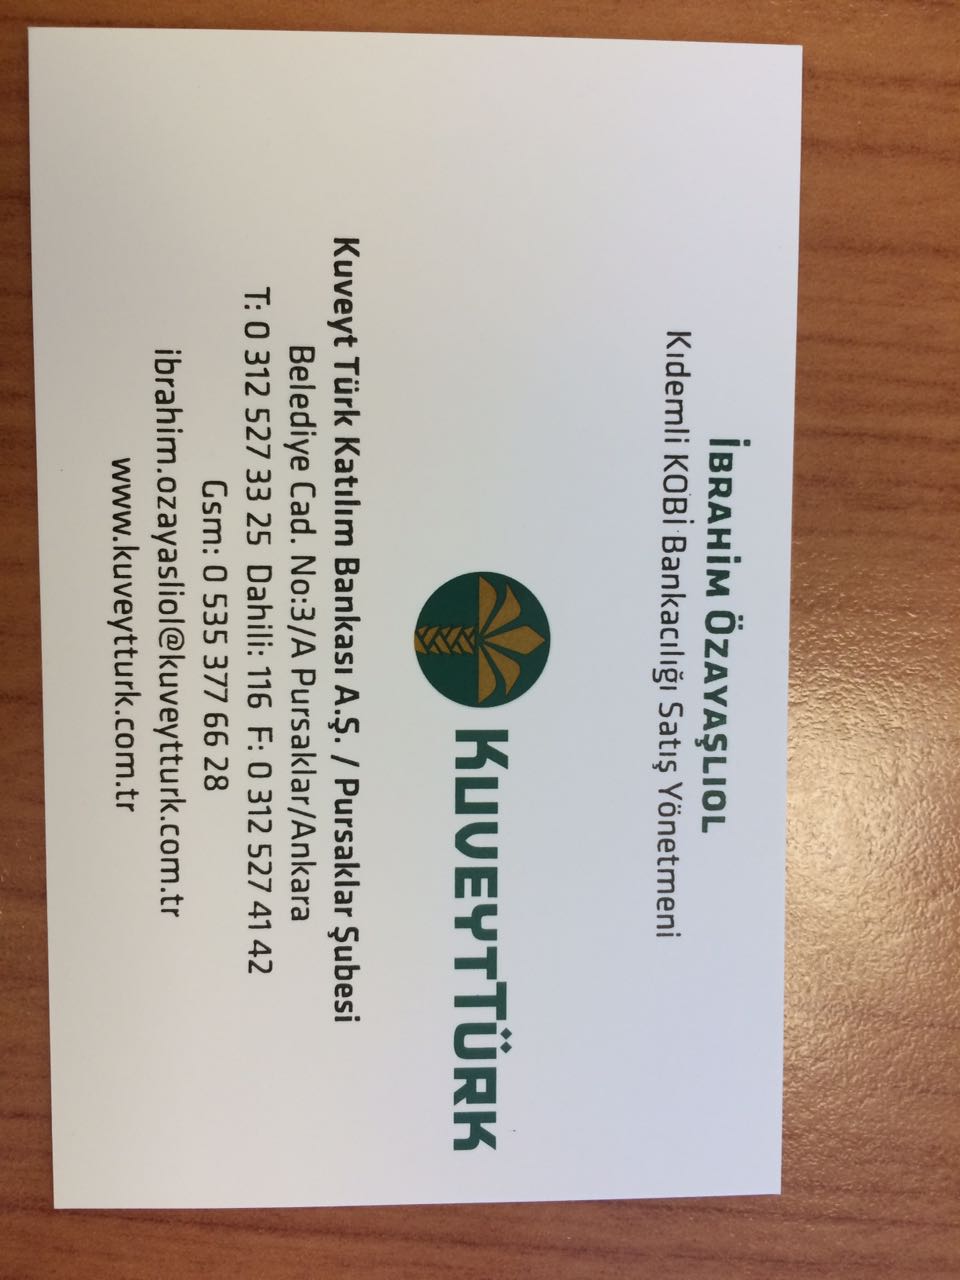 İBRAHİM ÖZAYAŞLIOL
Kıdemli KOBİ Bankacılığı Satış Yönetmeni
KUVEYTTÜRK
Kuveyt Türk Katılım Bankası A.Ş. / Pursaklar Şubesi
Belediye Cad. No:3/A Pursaklar/Ankara
T: 0 312 527 33 25 Dahili: 116 F: 0 312 527 41 42
Gsm: 0 535 377 66 28
ibrahim.ozayasliol@kuveytturk.com.tr
www.kuveytturk.com.tr